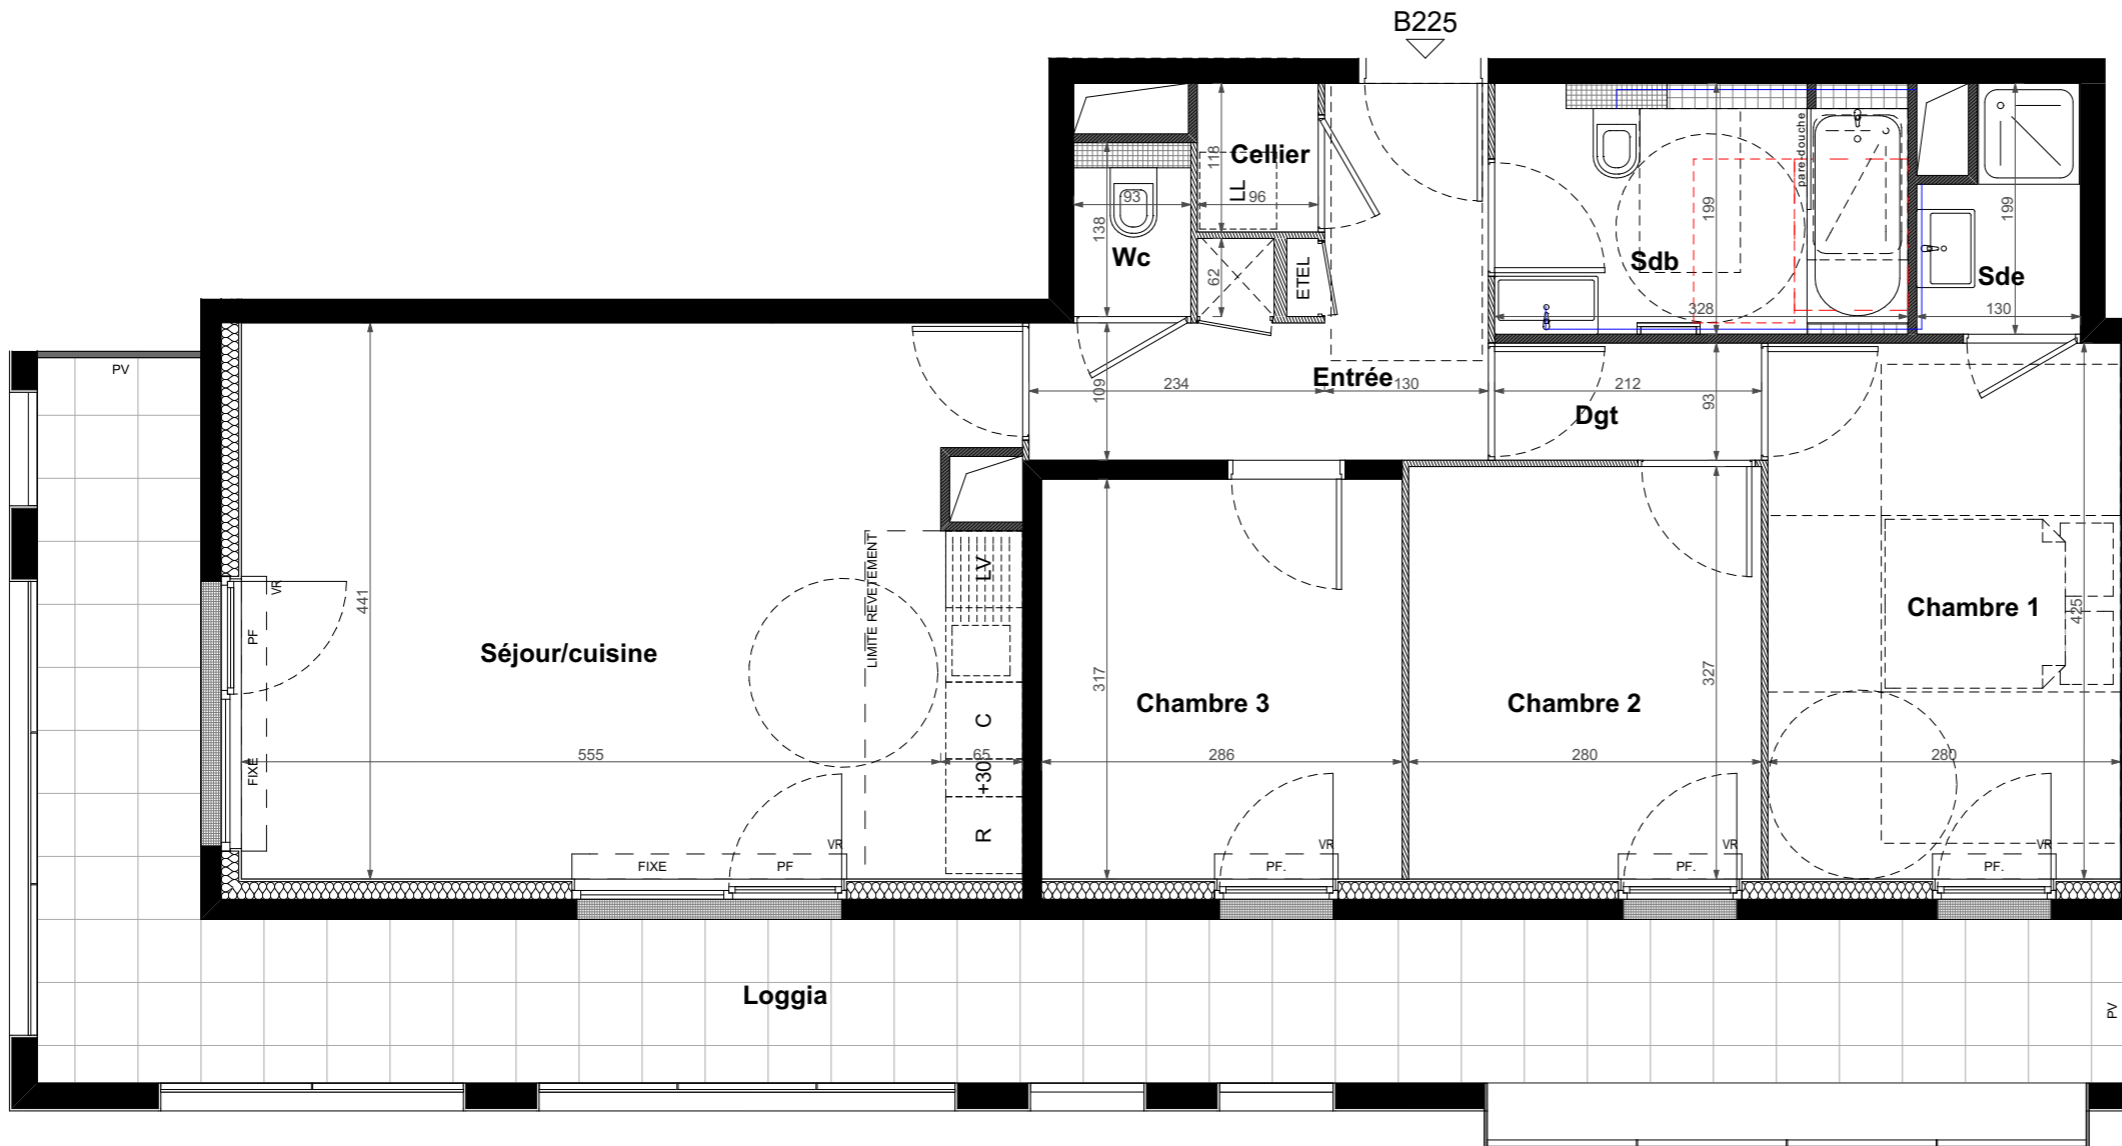 B225
Cellier
LL
118
96
93
138
Wc
62
ETEL
pare-douche
199
Sdb
328
199
Sde
130
PV
109
234
Entrée
130
212
Dgt
93
LIMITE REVETEMENT
LV
VR
PF
441
Séjour/cuisine
317
Chambre 3
327
Chambre 2
Chambre 1
425
C
555
65
+30
286
280
280
FIXE
R
VR
FIXE
PF
VR
PF.
VR
PF.
VR
PF.
Loggia
PV